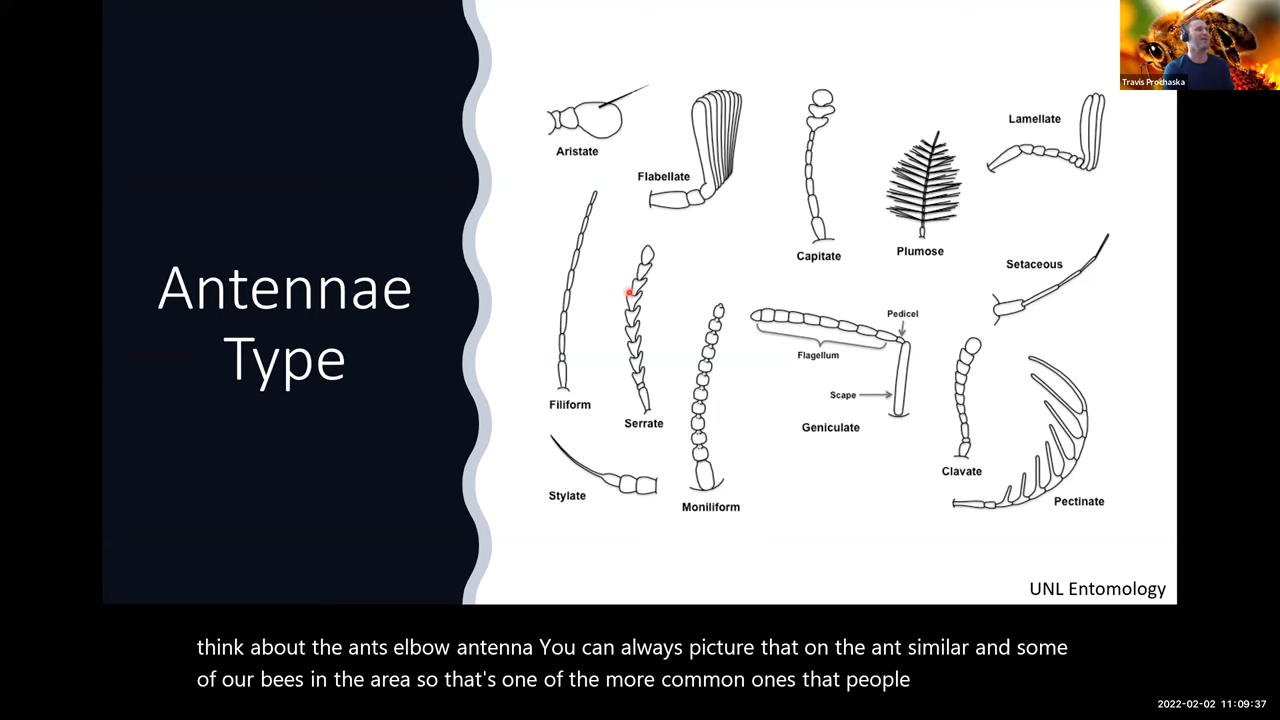 Travis Prochaska
Antennae
Type
Aristate
Flabellate
Capitate
Plumose
Lamellate
Setaceous
Filiform
Serrate
Moniliform
Stylate
Pedicel
Flagellum
Scape
Geniculate
Clavate
Pectinate
UNL Entomology
think about the ants elbow antenna You can always picture that on the ant similar and some
of our bees in the area so that's one of the more common ones that people
2022-02-02 11:09:37